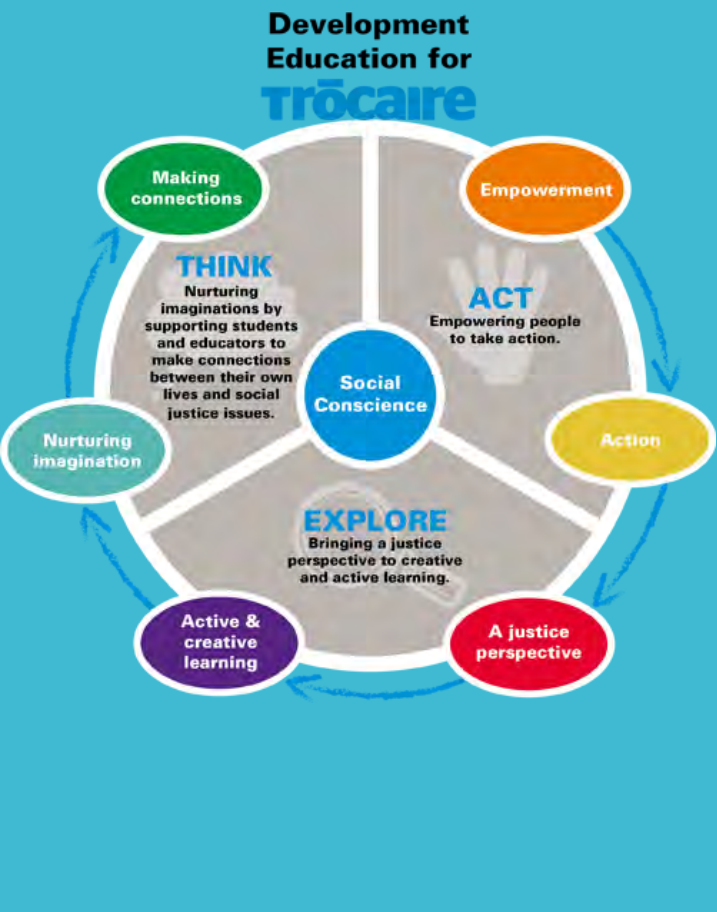 Development
Education for
Trōcaire
Making
connections
Empowerment
THINK
Nurturing
imaginations by
supporting students
and educators to
make connections
between their own
lives and social
justice issues.
ACT
Empowering people
to take action.
Social
Conscience
Nurturing
imagination
Action
EXPLORE
Bringing a justice
perspective to creative
and active learning.
Active &
creative
learning
A justice
perspective